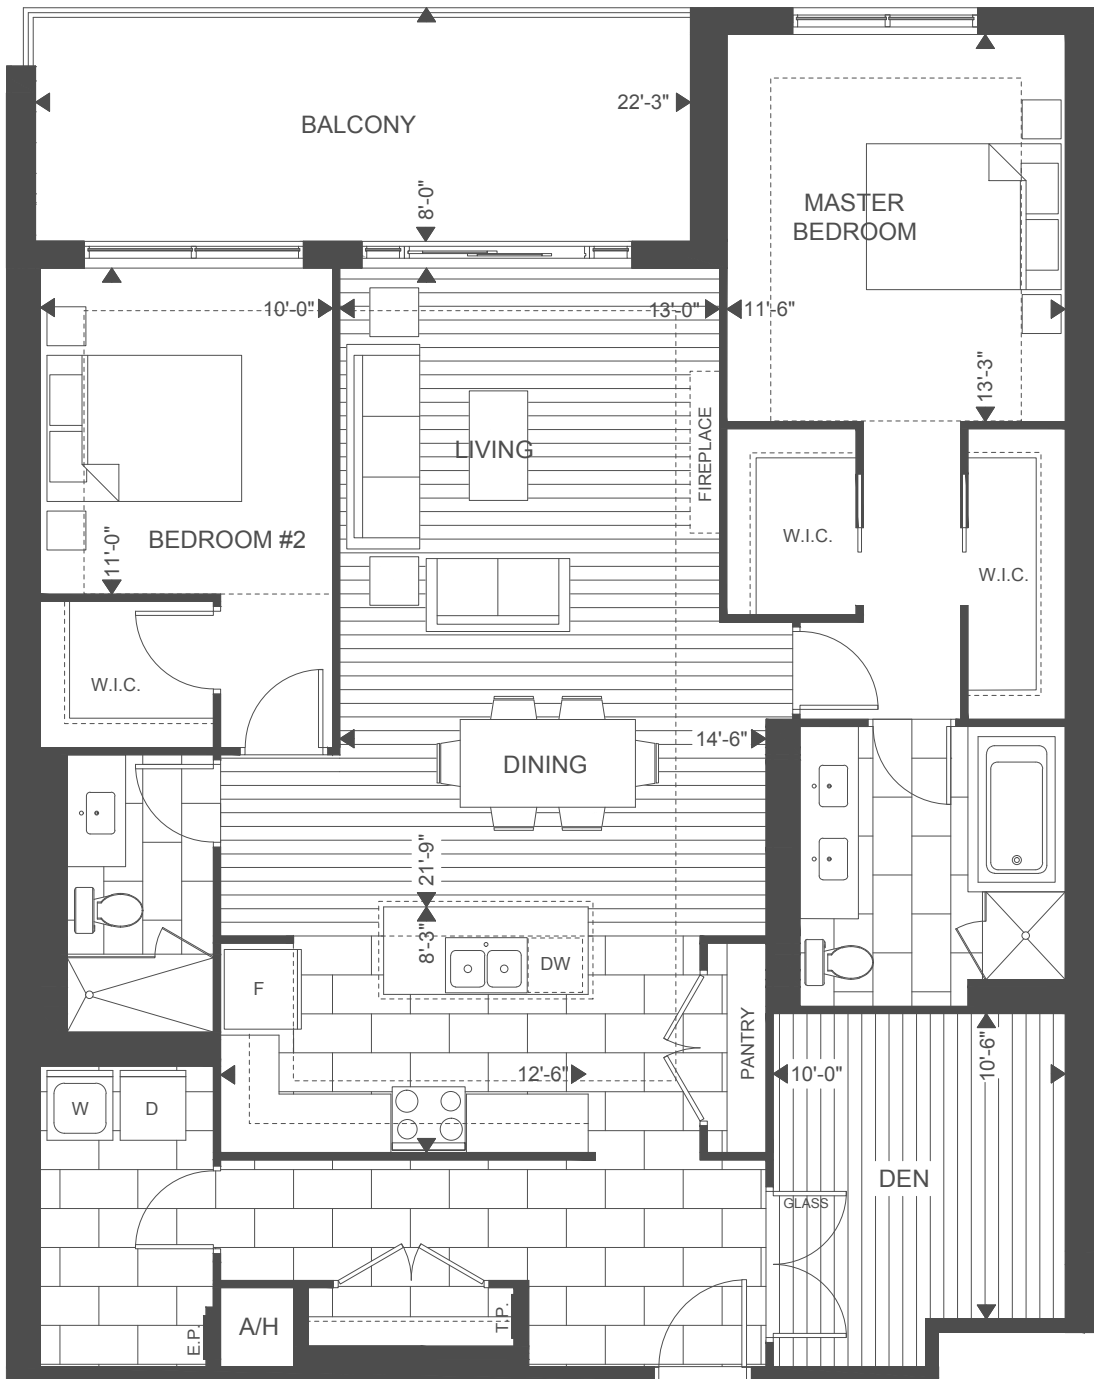 22'-3"
BALCONY
8'-0"
MASTER
BEDROOM
10'-0"
13'-0"
11'-6"
13'-3"
LIVING
FIREPLACE
W.I.C.
W.I.C.
BEDROOM #2
11'-0"
W.I.C.
14'-6"
DINING
21'-9"
8'-3"
DW
F
PANTRY
12'-6"
10'-0"
10'-6"
W
D
DEN
GLASS
A/H
E.P.
T.P.